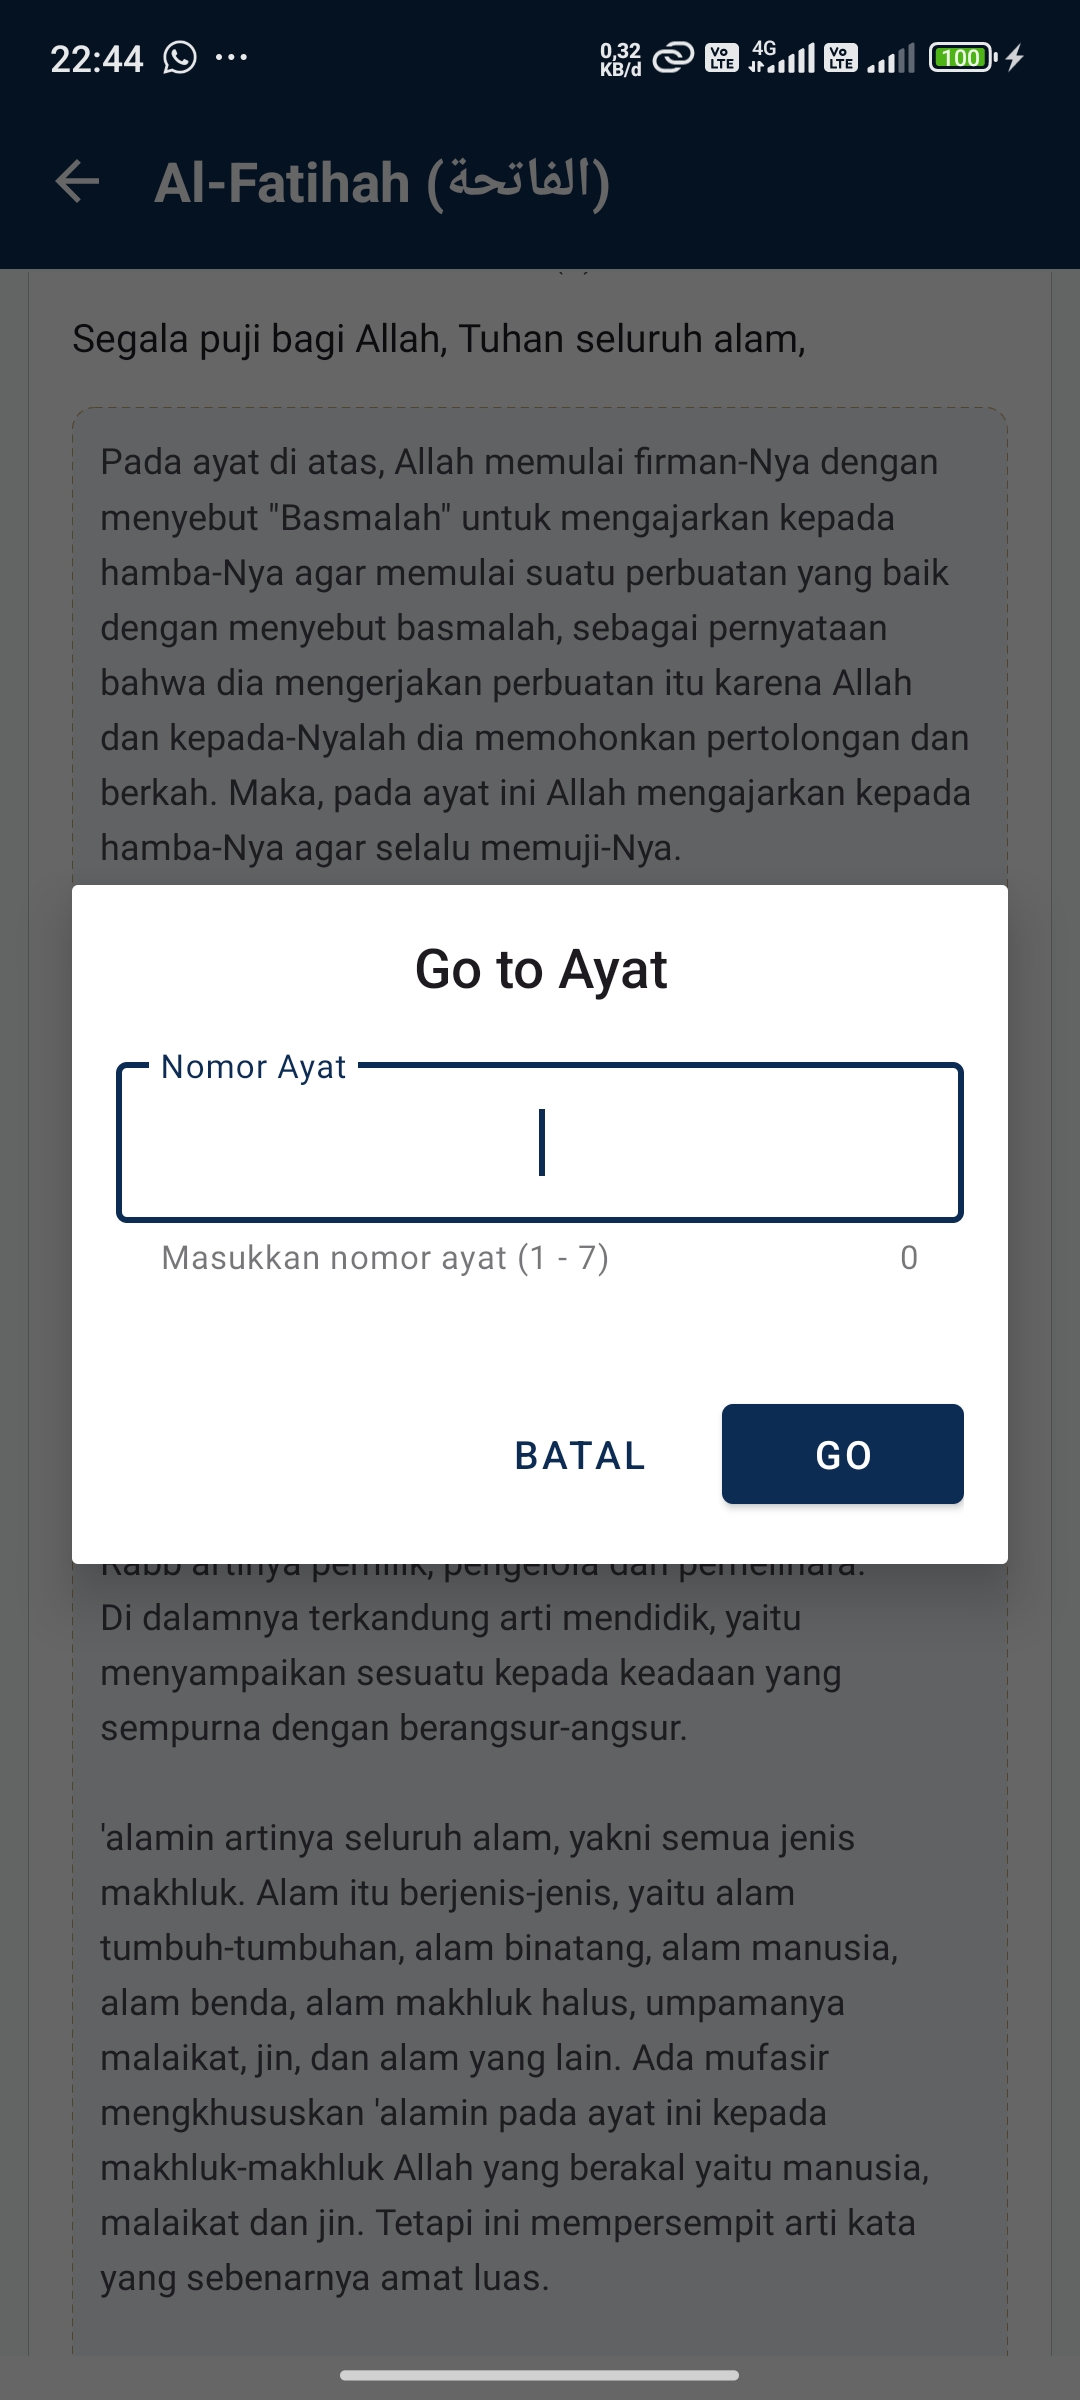 22:44
0,32
KB/d
Vo
LTE
4G
Vo
LTE
100
Al-Fatihah (الفاتحة)
Segala puji bagi Allah, Tuhan seluruh alam,
Pada ayat di atas, Allah memulai firman-Nya dengan
menyebut "Basmalah" untuk mengajarkan kepada
hamba-Nya agar memulai suatu perbuatan yang baik
dengan menyebut basmalah, sebagai pernyataan
bahwa dia mengerjakan perbuatan itu karena Allah
dan kepada-Nyalah dia memohonkan pertolongan dan
berkah. Maka, pada ayat ini Allah mengajarkan kepada
hamba-Nya agar selalu memuji-Nya.
Go to Ayat
Nomor Ayat
Masukkan nomor ayat (1 - 7)
0
BATAL
GO
Rabb artinya pemilik, pengelola dan pemelihara.
Di dalamnya terkandung arti mendidik, yaitu
menyampaikan sesuatu kepada keadaan yang
sempurna dengan berangsur-angsur.
'alamin artinya seluruh alam, yakni semua jenis
makhluk. Alam itu berjenis-jenis, yaitu alam
tumbuh-tumbuhan, alam binatang, alam manusia,
alam benda, alam makhluk halus, umpamanya
malaikat, jin, dan alam yang lain. Ada mufasir
mengkhususkan 'alamin pada ayat ini kepada
makhluk-makhluk Allah yang berakal yaitu manusia,
malaikat dan jin. Tetapi ini mempersempit arti kata
yang sebenarnya amat luas.